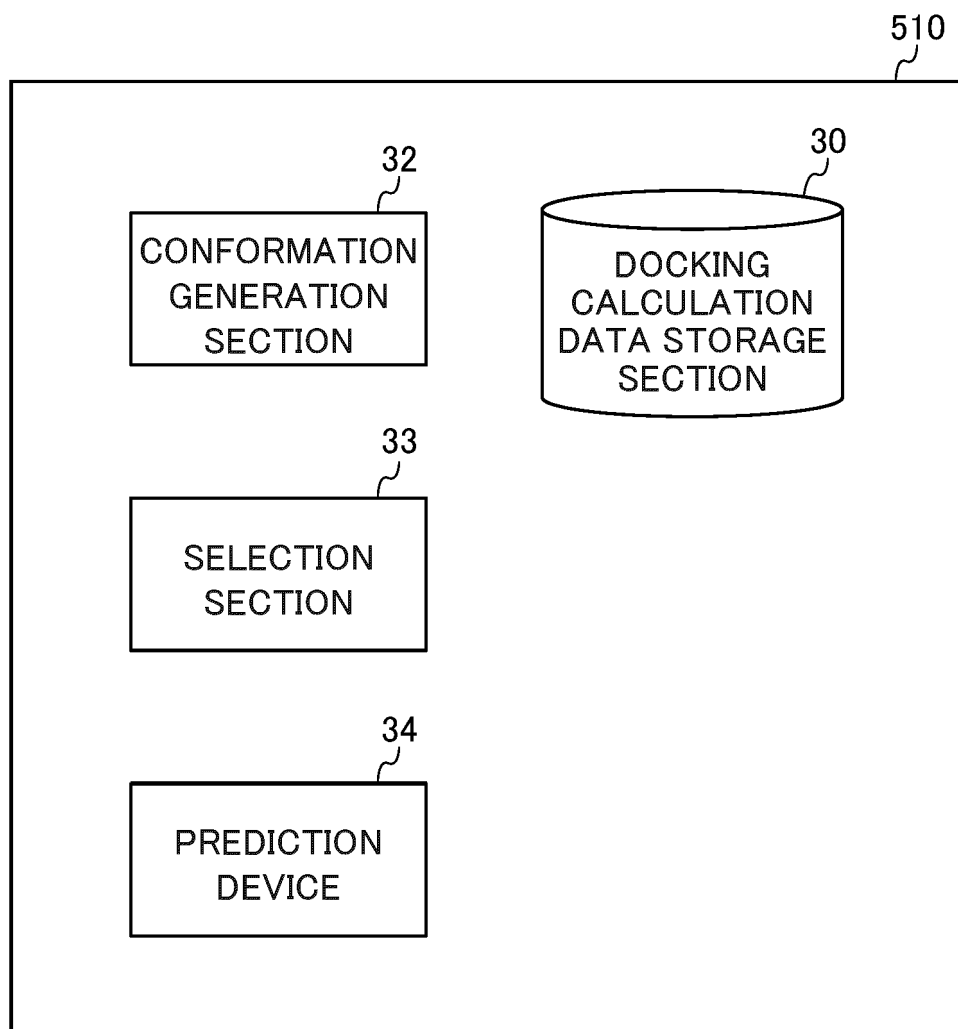 510
32
CONFORMATION
GENERATION
SECTION
30
DOCKING
CALCULATION
DATA STORAGE
SECTION
33
SELECTION
SECTION
34
PREDICTION
DEVICE